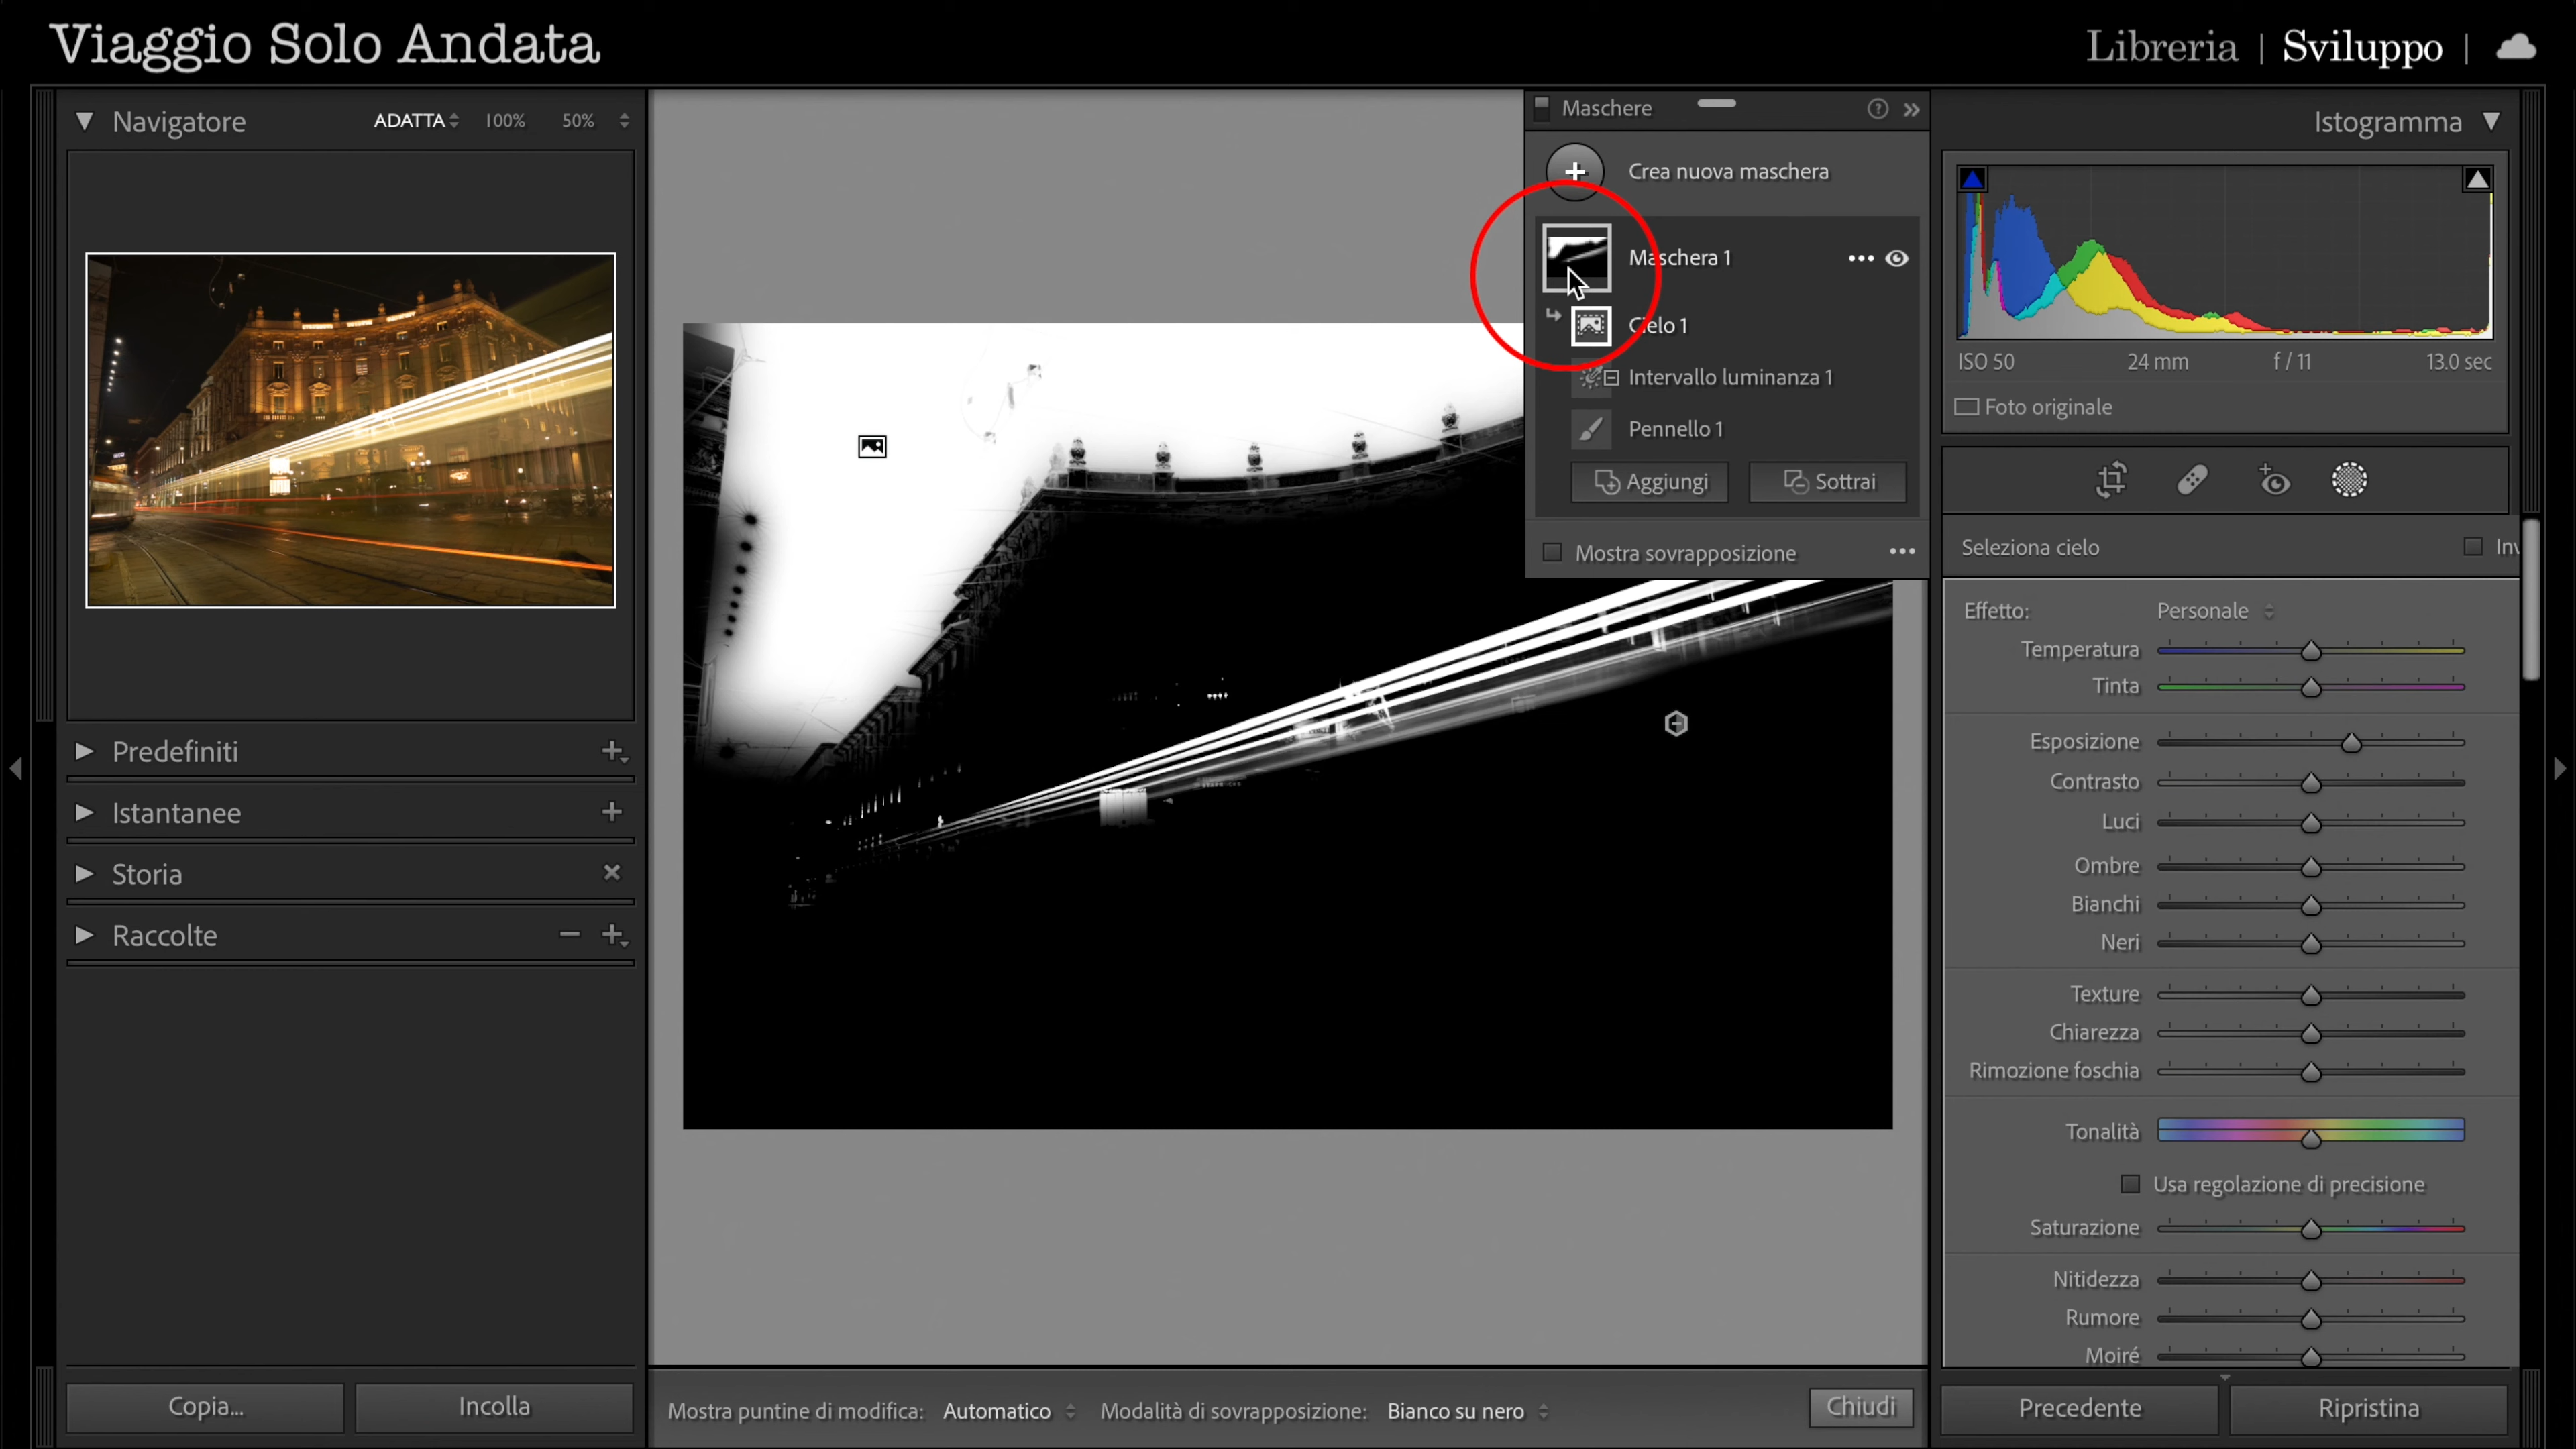 Viaggio Solo Andata
Libreria | Sviluppo |
Navigatore ADATTA 100% 50%
Predefiniti
Istantanee
Storia
Raccolte
Copia... Incolla
Maschere
Crea nuova maschera
Maschera 1
Cielo 1
Intervallo luminanza 1
Pennello 1
Aggiungi Sottrai
Mostra sovrapposizione
Mostra puntine di modifica: Automatico Modalità di sovrapposizione: Bianco su nero Chiudi
Istogramma
ISO 50 24 mm f / 11 13.0 sec
Foto originale
Seleziona cielo Inv
Effetto: Personale
Temperatura
Tinta
Esposizione
Contrasto
Luci
Ombre
Bianchi
Neri
Texture
Chiarezza
Rimozione foschia
Tonalità
Usa regolazione di precisione
Saturazione
Nitidezza
Rumore
Moiré
Precedente Ripristina